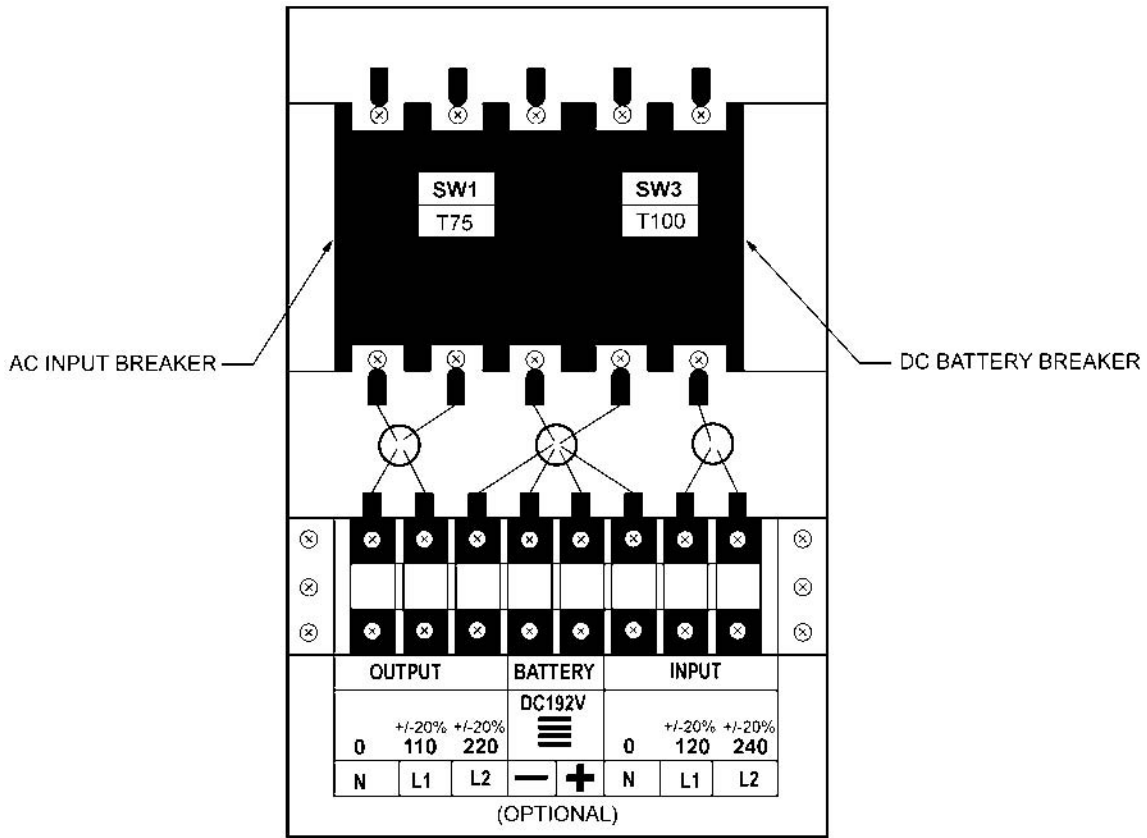 SW1
T75
SW3
T100
AC INPUT BREAKER
DC BATTERY BREAKER
OUTPUT
BATTERY
INPUT
DC192V
+/-20% +/-20%
+/-20% +/-20%
0 110 220
0 120 240
N L1 L2 — + N L1 L2
(OPTIONAL)